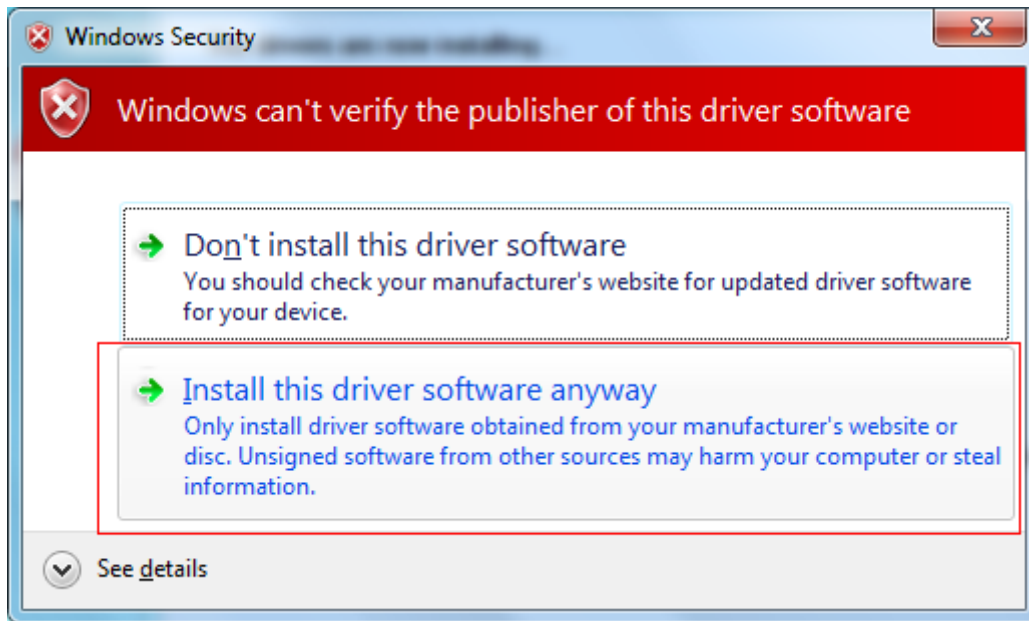 Windows Security
Windows can't verify the publisher of this driver software
Don't install this driver software
You should check your manufacturer's website for updated driver software
for your device.
Install this driver software anyway
Only install driver software obtained from your manufacturer's website or
disc. Unsigned software from other sources may harm your computer or steal
information.
See details